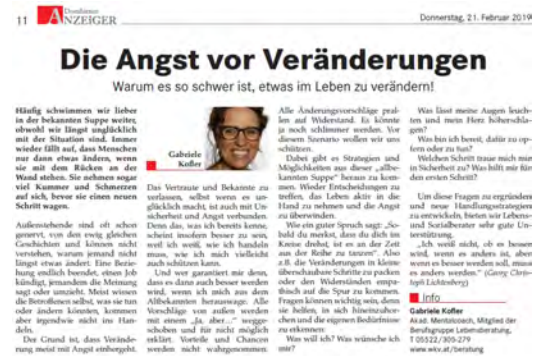 11
Dornbirner
ANZEIGER
Donnerstag, 21. Februar 2019
Die Angst vor Veränderungen
Warum es so schwer ist, etwas im Leben zu verändern!
Häufig schwimmen wir lieber
in der bekannten Suppe weiter,
obwohl wir längst unglücklich
mit der Situation sind. Immer
wieder fällt auf, dass Menschen
nur dann etwas ändern, wenn
sie mit dem Rücken an der
Wand stehen. Sie nehmen sogar
viel Kummer und Schmerzen
auf sich, bevor sie einen neuen
Schritt wagen.
Außenstehende sind oft schon
genervt, von den ewig gleichen
Geschichten und können nicht
verstehen, warum jemand nicht
längst etwas ändert. Eine Bezie-
hung endlich beendet, einen Job
kündigt, jemandem die Meinung
sagt oder umzieht. Meist wissen
die Betroffenen selbst, was sie tun
oder ändern könnten, kommen
aber irgendwie nicht ins Han-
deln.
Der Grund ist, dass Verände-
rung meist mit Angst einhergeht.
Gabriele
Kofler
Das Vertraute und Bekannte zu
verlassen, selbst wenn es un-
glücklich macht, ist auch mit Un-
sicherheit und Angst verbunden.
Denn das, was ich bereits kenne,
scheint insofern besser zu sein,
weil ich weiß, wie ich handeln
muss, wie ich mich vielleicht
auch schützen kann.
Und wer garantiert mir denn,
dass es dann auch besser werden
wird, wenn ich mich aus dem
Altbekannten herauswage. Alle
Vorschläge von außen werden
mit einem „Ja, aber...“ wegge-
schoben und für nicht möglich
erklärt. Vorteile und Chancen
werden nicht wahrgenommen.
Alle Änderungsvorschläge pral-
len auf Widerstand. Es könnte
ja noch schlimmer werden. Vor
diesem Szenario wollen wir uns
schützen.
Dabei gibt es Strategien und
Möglichkeiten aus dieser „altbe-
kannten Suppe“ heraus zu kom-
men. Wieder Entscheidungen zu
treffen, das Leben aktiv in die
Hand zu nehmen und die Angst
zu überwinden.
Wie ein guter Spruch sagt: „So-
bald du merkst, dass du dich im
Kreise drehst, ist es an der Zeit
aus der Reihe zu tanzen“. Also
z.B. die Veränderungen in kleine
überschaubare Schritte zu packen
oder den Widerständen empa-
thisch auf die Spur zu kommen.
Fragen können wichtig sein, denn
sie helfen, in sich hineinzuhor-
chen und die eigenen Bedürfnisse
zu erkennen:
Was will ich? Was wünsche ich
mir?
Was lässt meine Augen leuch-
ten und mein Herz höherschla-
gen?
Was bin ich bereit, dafür zu op-
fern oder zu tun?
Welchen Schritt traue mich mir
in Sicherheit zu? Was hilft mir für
den ersten Schritt?
Um diese Fragen zu ergründen
und neue Handlungsstrategien
zu entwickeln, bieten wir Lebens-
und Sozialberater sehr gute Un-
terstützung.
„Ich weiß nicht, ob es besser
wird, wenn es anders ist, aber
wenn es besser werden soll, muss
es anders werden.“ (Georg Chris-
toph Lichtenberg)
Info
Gabriele Kofler
Akad. Mentalcoach, Mitglied der
Berufsgruppe Lebensberatung,
T 05522/305-279
www.wkv.at/beratung